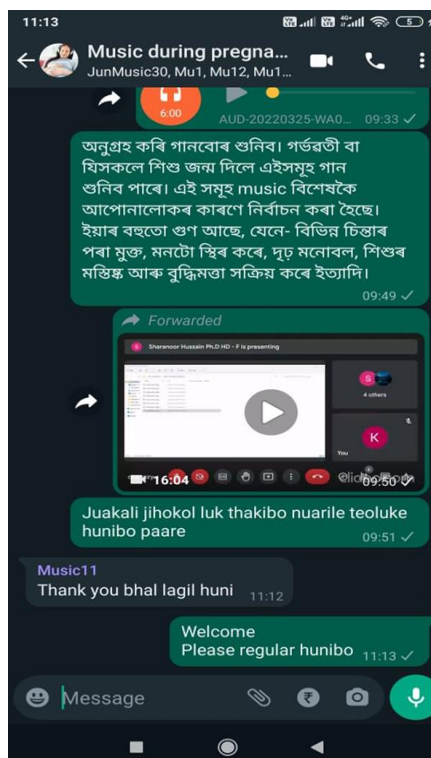 11:13
Music during pregna...
JunMusic30, Mu1, Mu12, Mu1...
6:00
AUD-20220325-WA0... 09:33
অনুগ্ৰহ কৰি গানবোৰ শুনিব। গৰ্ভৱতী বা
যিসকলে শিশু জন্ম দিলে এইসমূহ গান
শুনিব পাৰে। এই সমূহ music বিশেষকৈ
আপোনালোকৰ কাৰণে নিৰ্বাচন কৰা হৈছে।
ইয়াৰ বহুতো গুণ আছে, যেনে- বিভিন্ন চিন্তাৰ
পৰা মুক্ত, মনটো স্থিৰ কৰে, দৃঢ় মনোবল, শিশুৰ
মস্তিষ্ক আৰু বুদ্ধিমত্তা সক্ৰিয় কৰে ইত্যাদি।
09:49
Forwarded
Sharanoor Hussain Ph.D HD - F is presenting
S
4 others
K
You
16:04
09:50
Juakali jihokol luk thakibo nuarile teoluke
hunibo paare
09:51
Music11
Thank you bhal lagil huni 11:12
Welcome
Please regular hunibo 11:13
Message